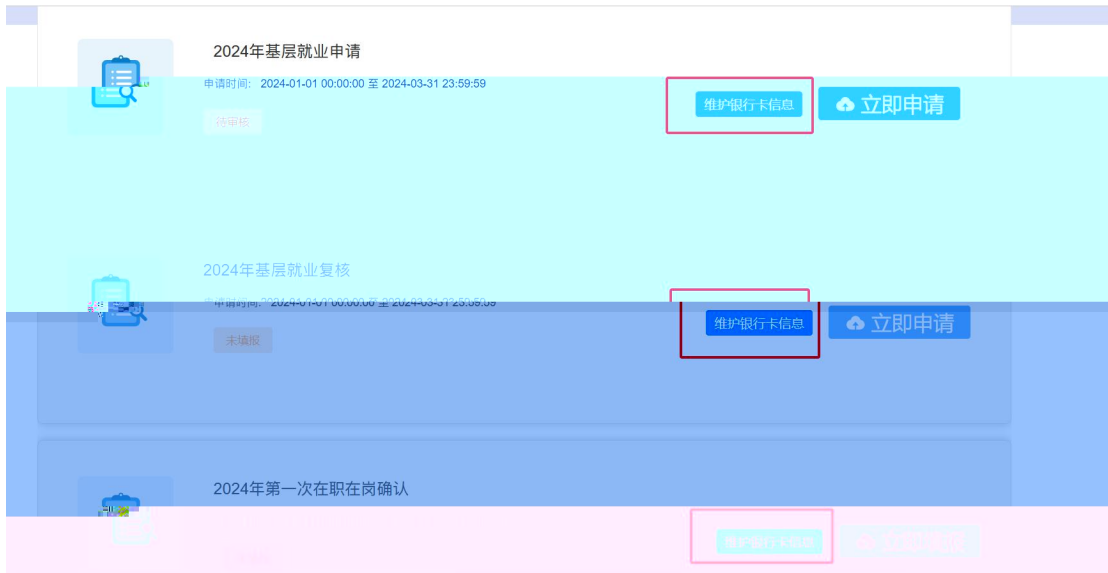 2024年基层就业申请
申请时间: 2024-01-01 00:00:00 至 2024-03-31 23:59:59
维护银行卡信息 立即申请
待审核
2024年基层就业复核
申请时间: 2024-01-01 00:00:00 至 2024-03-31 23:59:59
维护银行卡信息 立即申请
未填报
2024年第一次在职在岗确认
维护银行卡信息